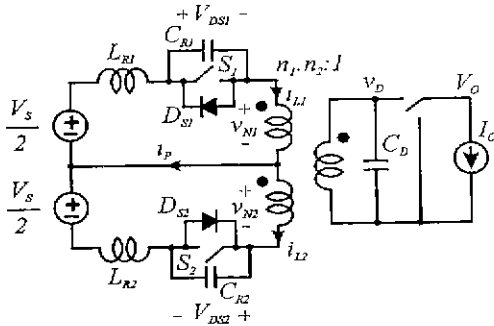 + V_DS1 -
C_R1
L_R1
S_1
n_1, n_2:1
D_S1
+
v_N1
-
i_L1
v_D
V_O
V_S
2
I_O
C_D
i_P
V_S
2
D_S2
+
v_N2
-
i_L2
L_R2
S_2
C_R2
- V_DS2 +